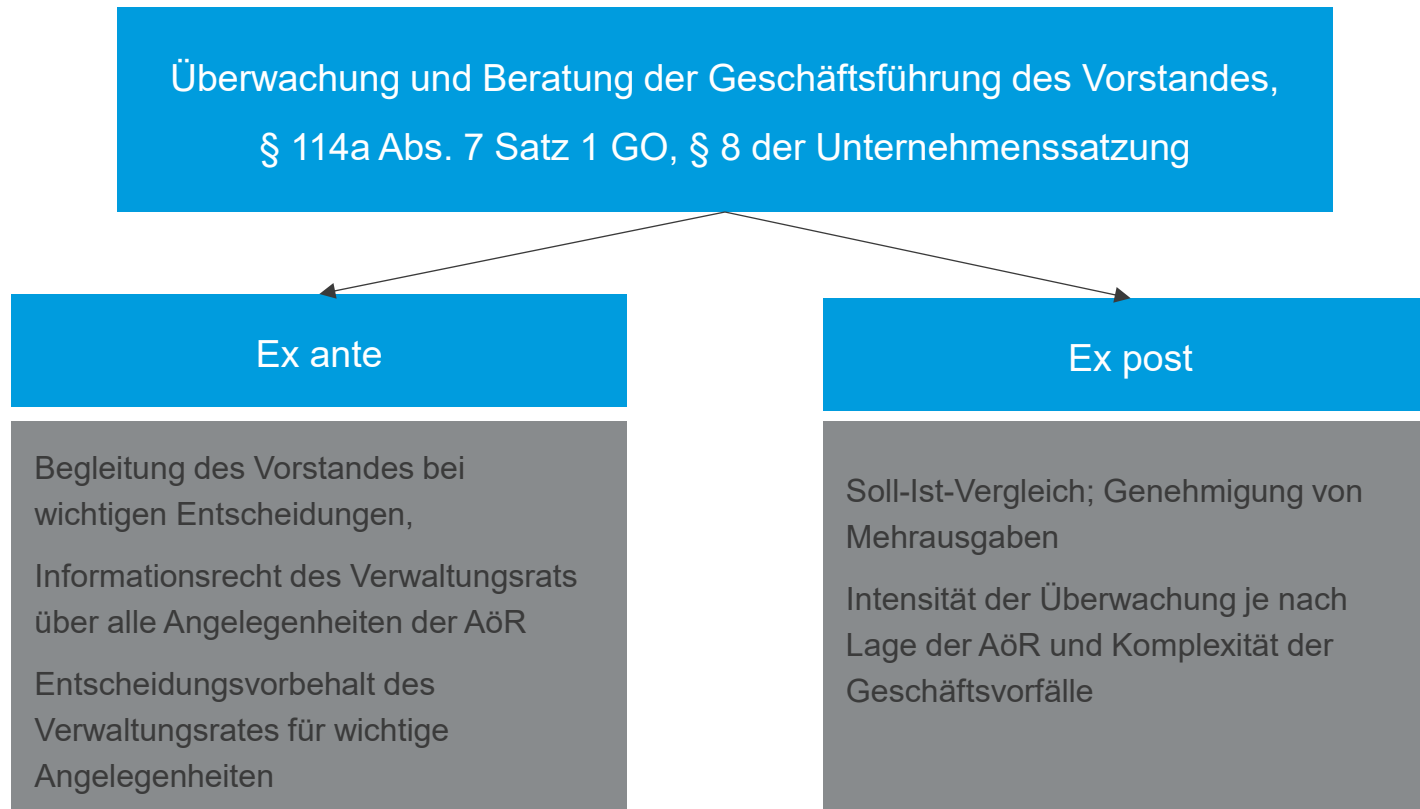 Überwachung und Beratung der Geschäftsführung des Vorstandes,
§ 114a Abs. 7 Satz 1 GO, § 8 der Unternehmenssatzung
Ex ante
Begleitung des Vorstandes bei
wichtigen Entscheidungen,
Informationsrecht des Verwaltungsrats
über alle Angelegenheiten der AöR
Entscheidungsvorbehalt des
Verwaltungsrates für wichtige
Angelegenheiten
Ex post
Soll-Ist-Vergleich; Genehmigung von
Mehrausgaben
Intensität der Überwachung je nach
Lage der AöR und Komplexität der
Geschäftsvorfälle